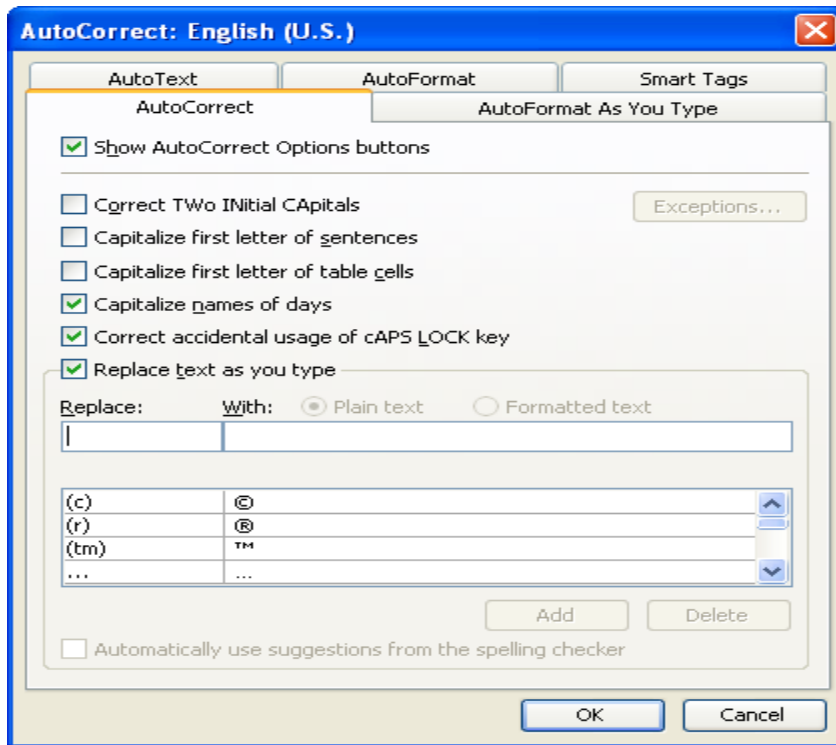 AutoCorrect: English (U.S.)
AutoText AutoFormat Smart Tags
AutoCorrect AutoFormat As You Type
Show AutoCorrect Options buttons
Correct TWo INitial CApitals Exceptions...
Capitalize first letter of sentences
Capitalize first letter of table cells
Capitalize names of days
Correct accidental usage of cAPS LOCK key
Replace text as you type
Replace: With: Plain text Formatted text
(c) ©
(r) ®
(tm) ™
... …
Add Delete
Automatically use suggestions from the spelling checker
OK Cancel